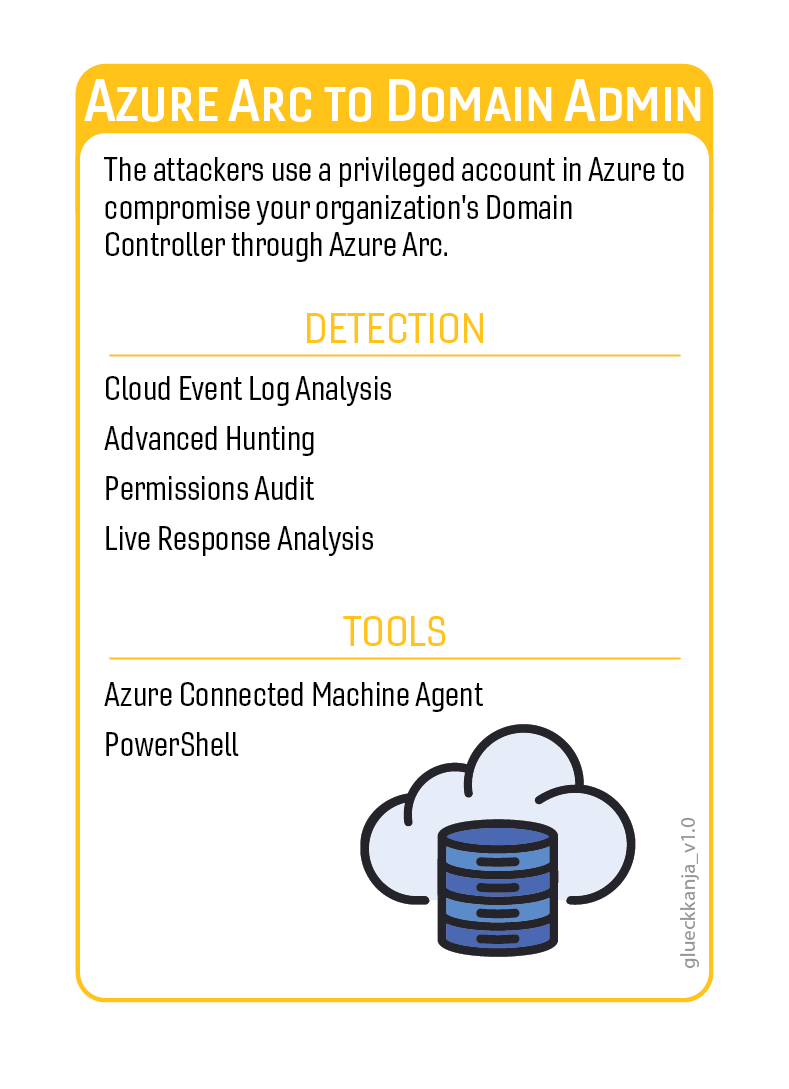 AZURE ARC TO DOMAIN ADMIN
The attackers use a privileged account in Azure to
compromise your organization's Domain
Controller through Azure Arc.
DETECTION
Cloud Event Log Analysis
Advanced Hunting
Permissions Audit
Live Response Analysis
TOOLS
Azure Connected Machine Agent
PowerShell
glueckkanja_v1.0